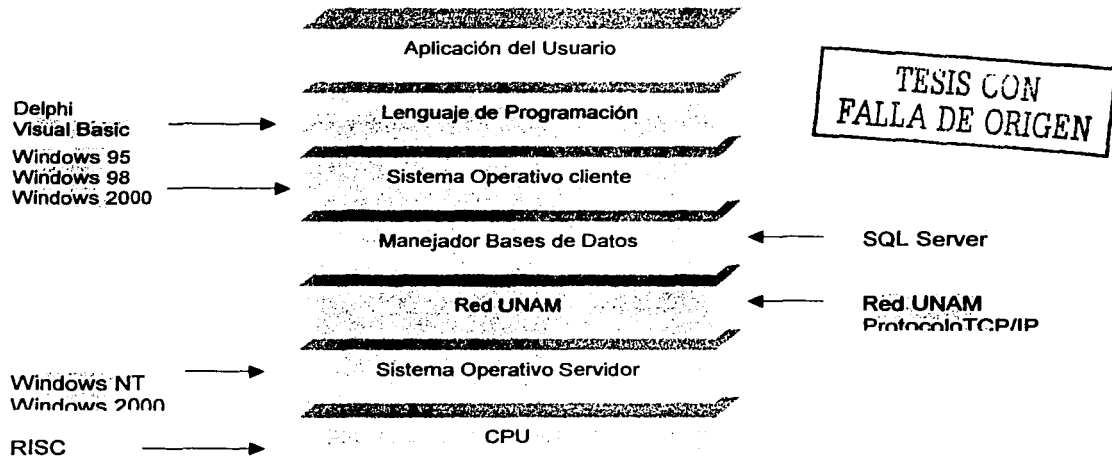 Aplicación del Usuario
TESIS CON
FALLA DE ORIGEN
Delphi
Visual Basic
Lenguaje de Programación
Windows 95
Windows 98
Windows 2000
Sistema Operativo cliente
Manejador Bases de Datos
SQL Server
Red UNAM
Red UNAM
ProtocoloTCP/IP
Sistema Operativo Servidor
Windows NT
Windows 2000
CPU
RISC